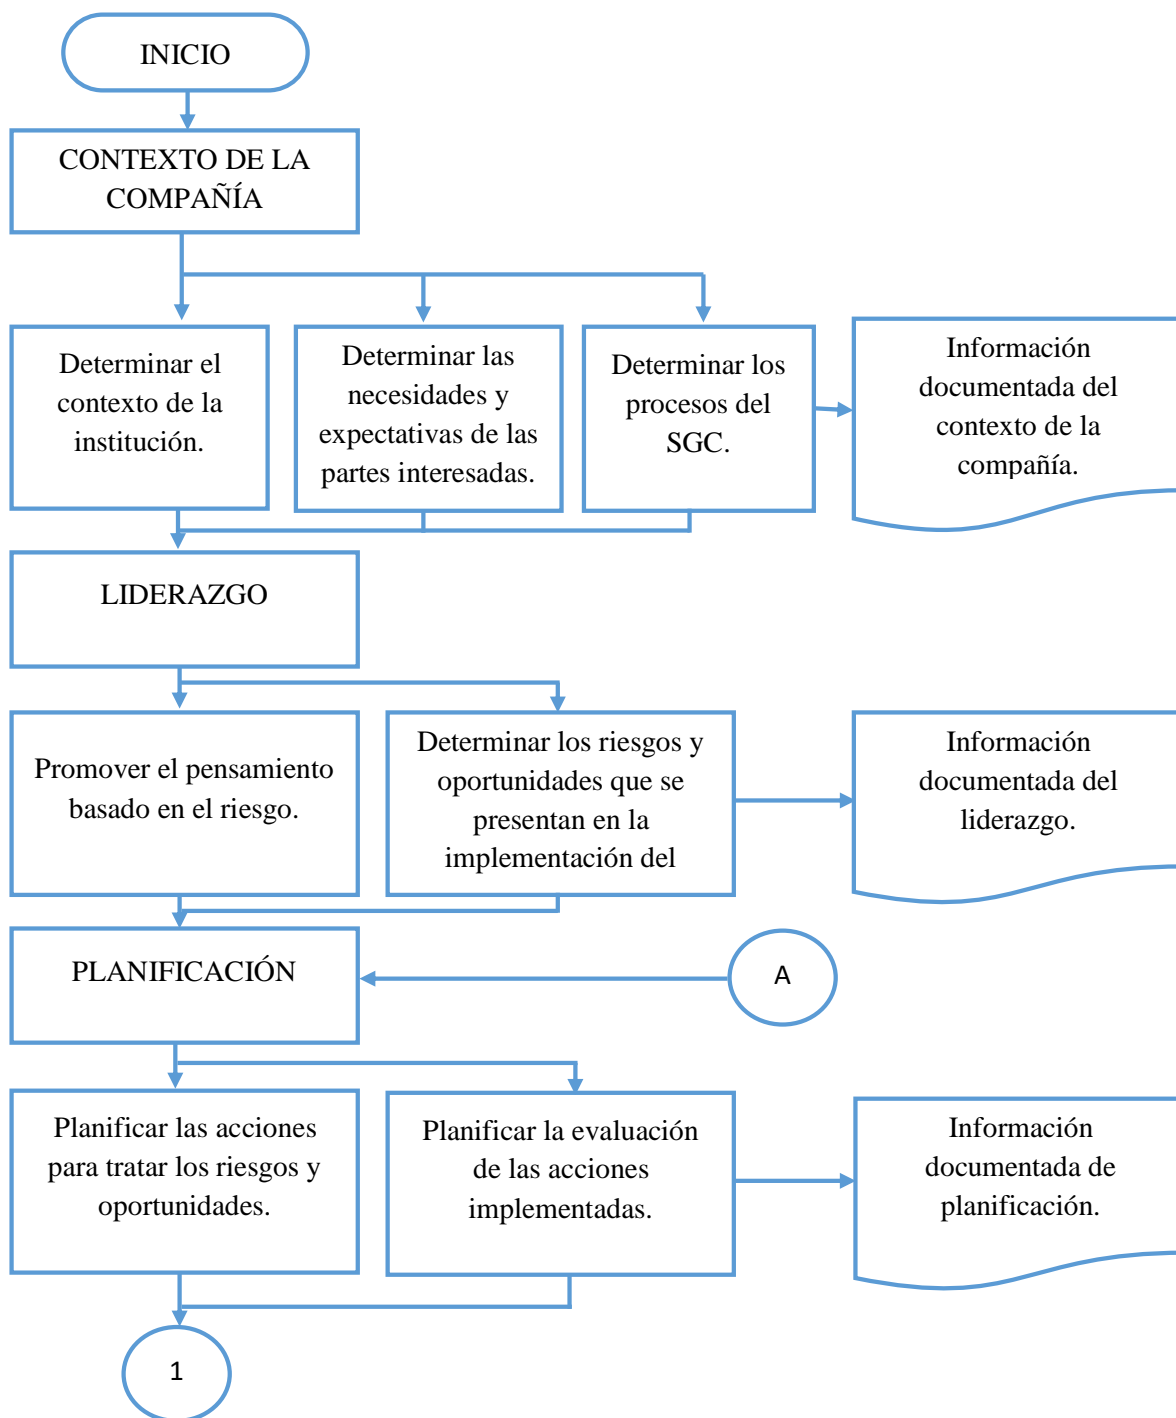 INICIO
CONTEXTO DE LA
COMPAÑÍA
Determinar el
contexto de la
institución.
Determinar las
necesidades y
expectativas de las
partes interesadas.
Determinar los
procesos del
SGC.
Información
documentada del
contexto de la
compañía.
LIDERAZGO
Promover el pensamiento
basado en el riesgo.
Determinar los riesgos y
oportunidades que se
presentan en la
implementación del
Información
documentada del
liderazgo.
PLANIFICACIÓN
A
Planificar las acciones
para tratar los riesgos y
oportunidades.
Planificar la evaluación
de las acciones
implementadas.
Información
documentada de
planificación.
1